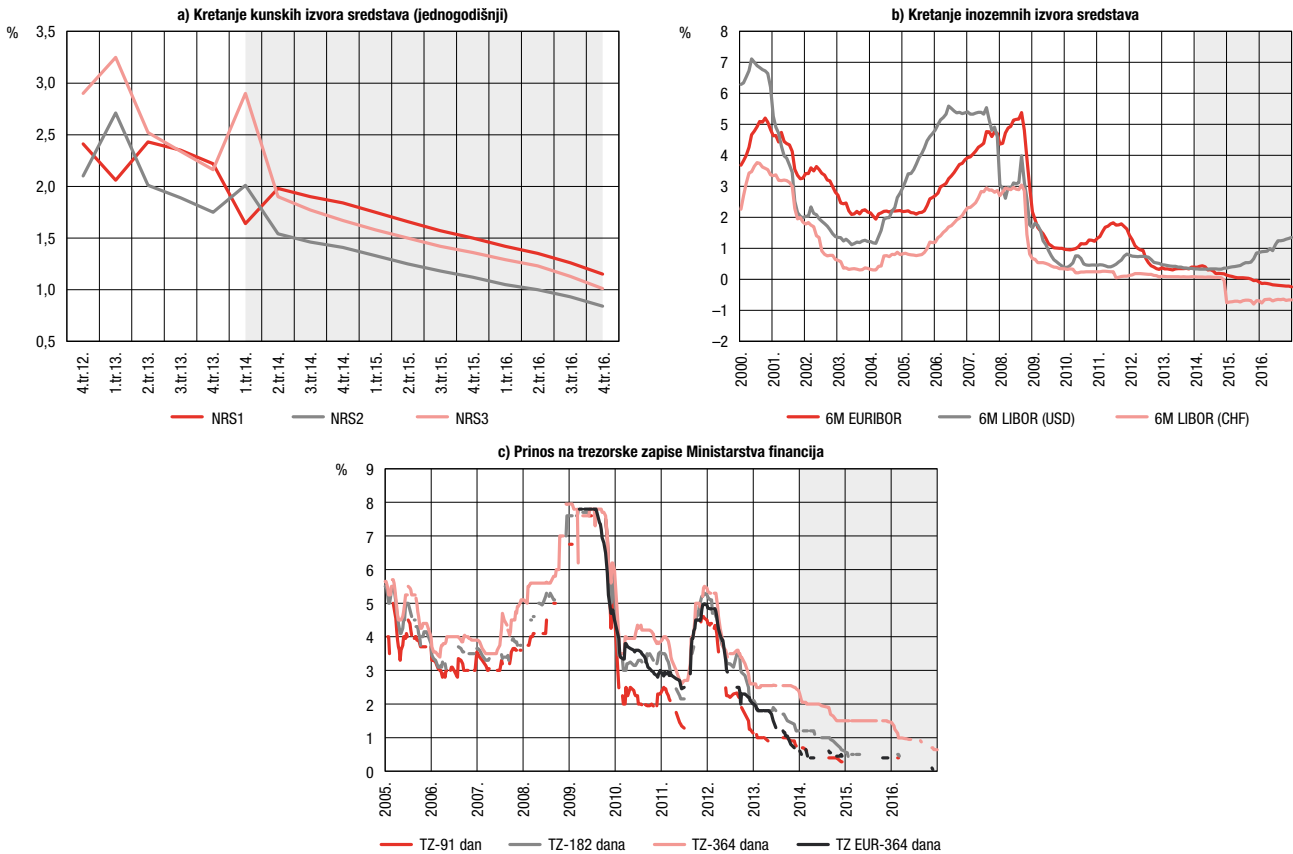 a) Kretanje kunskih izvora sredstava (jednogodišnji)
%
3,5
3,0
2,5
2,0
1,5
1,0
0,5
4.tr.12.
1.tr.13.
2.tr.13.
3.tr.13.
4.tr.13.
1.tr.14.
2.tr.14.
3.tr.14.
4.tr.14.
1.tr.15.
2.tr.15.
3.tr.15.
4.tr.15.
1.tr.16.
2.tr.16.
3.tr.16.
4.tr.16.
NRS1 NRS2 NRS3
b) Kretanje inozemnih izvora sredstava
%
8
7
6
5
4
3
2
1
0
–1
–2
2000.
2001.
2002.
2003.
2004.
2005.
2006.
2007.
2008.
2009.
2010.
2011.
2012.
2013.
2014.
2015.
2016.
6M EURIBOR 6M LIBOR (USD) 6M LIBOR (CHF)
c) Prinos na trezorske zapise Ministarstva financija
%
9
8
7
6
5
4
3
2
1
0
2005.
2006.
2007.
2008.
2009.
2010.
2011.
2012.
2013.
2014.
2015.
2016.
TZ-91 dan TZ-182 dana TZ-364 dana TZ EUR-364 dana